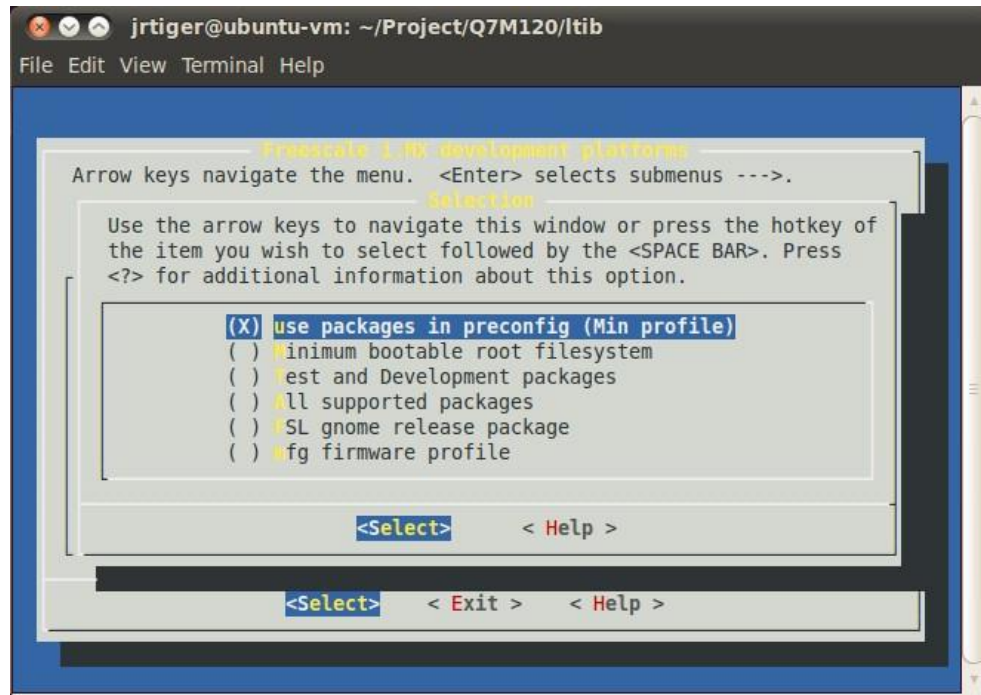 jrtiger@ubuntu-vm: ~/Project/Q7M120/ltib
File Edit View Terminal Help
Freescale i.MX development platforms
Arrow keys navigate the menu. <Enter> selects submenus --->.
Selection
Use the arrow keys to navigate this window or press the hotkey of
the item you wish to select followed by the <SPACE BAR>. Press
<?> for additional information about this option.
(X) use packages in preconfig (Min profile)
( ) Minimum bootable root filesystem
( ) Test and Development packages
( ) All supported packages
( ) FSL gnome release package
( ) mfg firmware profile
<Select> < Help >
<Select> < Exit > < Help >